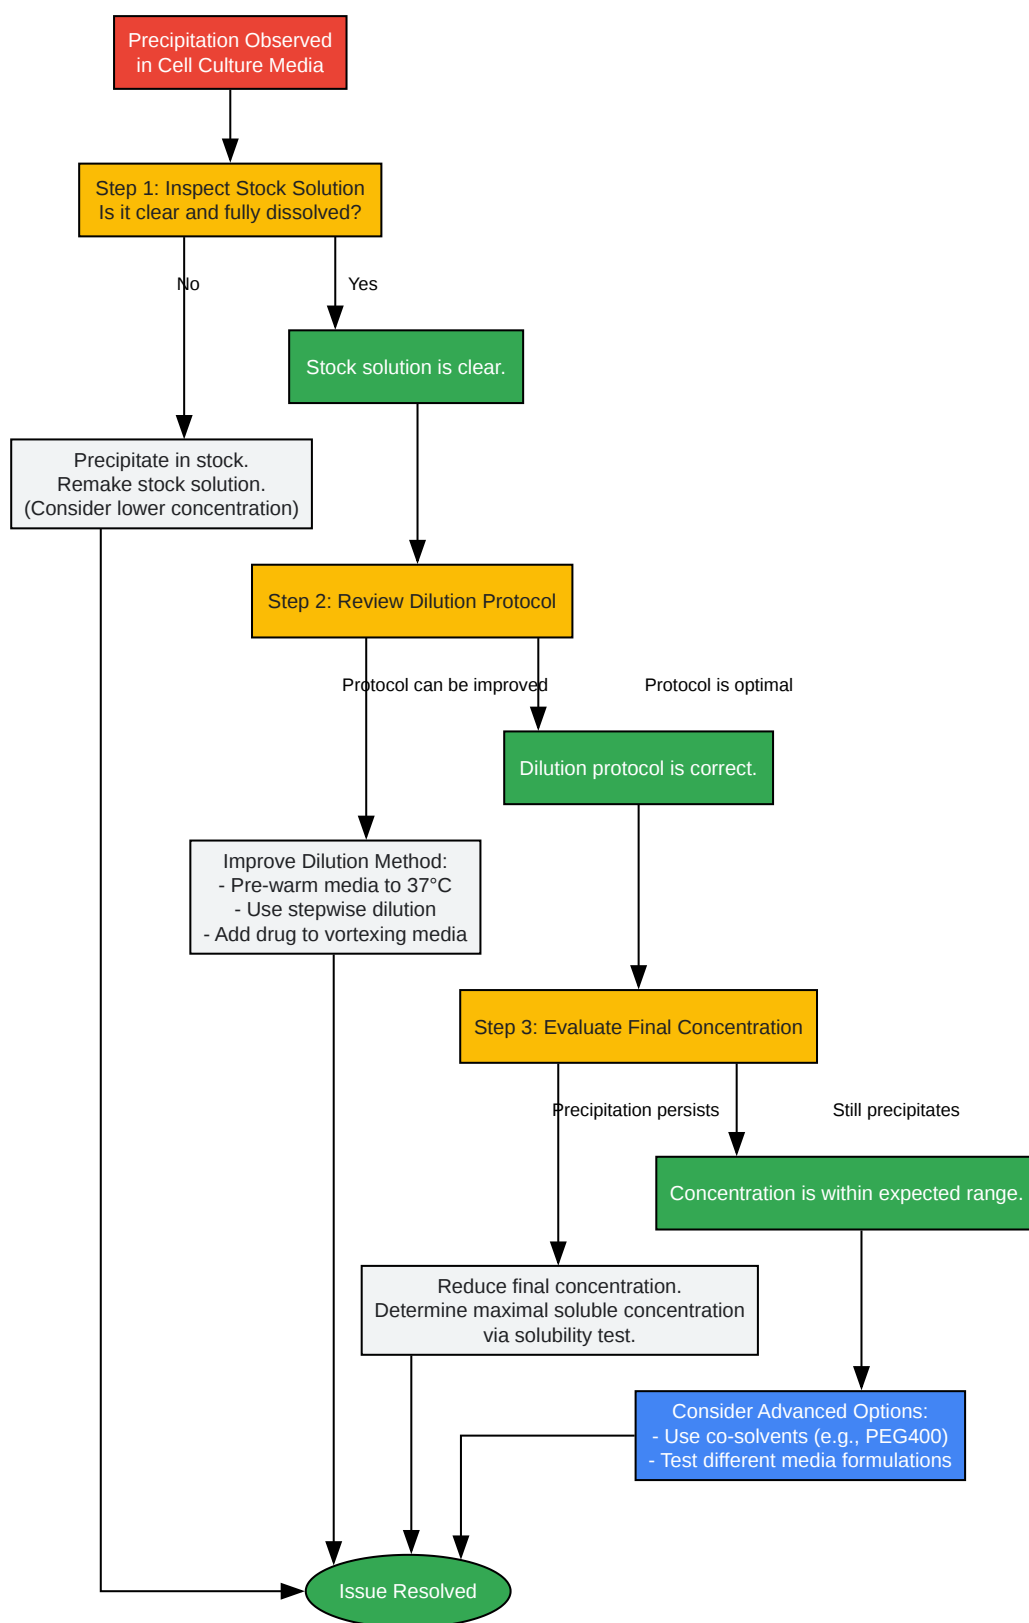 Precipitation Observed
in Cell Culture Media
Step 1: Inspect Stock Solution
Is it clear and fully dissolved?
No
Yes
Stock solution is clear.
Precipitate in stock.
Remake stock solution.
(Consider lower concentration)
Step 2: Review Dilution Protocol
Protocol can be improved
Protocol is optimal
Dilution protocol is correct.
Improve Dilution Method:
- Pre-warm media to 37°C
- Use stepwise dilution
- Add drug to vortexing media
Step 3: Evaluate Final Concentration
Precipitation persists
Still precipitates
Concentration is within expected range.
Reduce final concentration.
Determine maximal soluble concentration
via solubility test.
Consider Advanced Options:
- Use co-solvents (e.g., PEG400)
- Test different media formulations
Issue Resolved